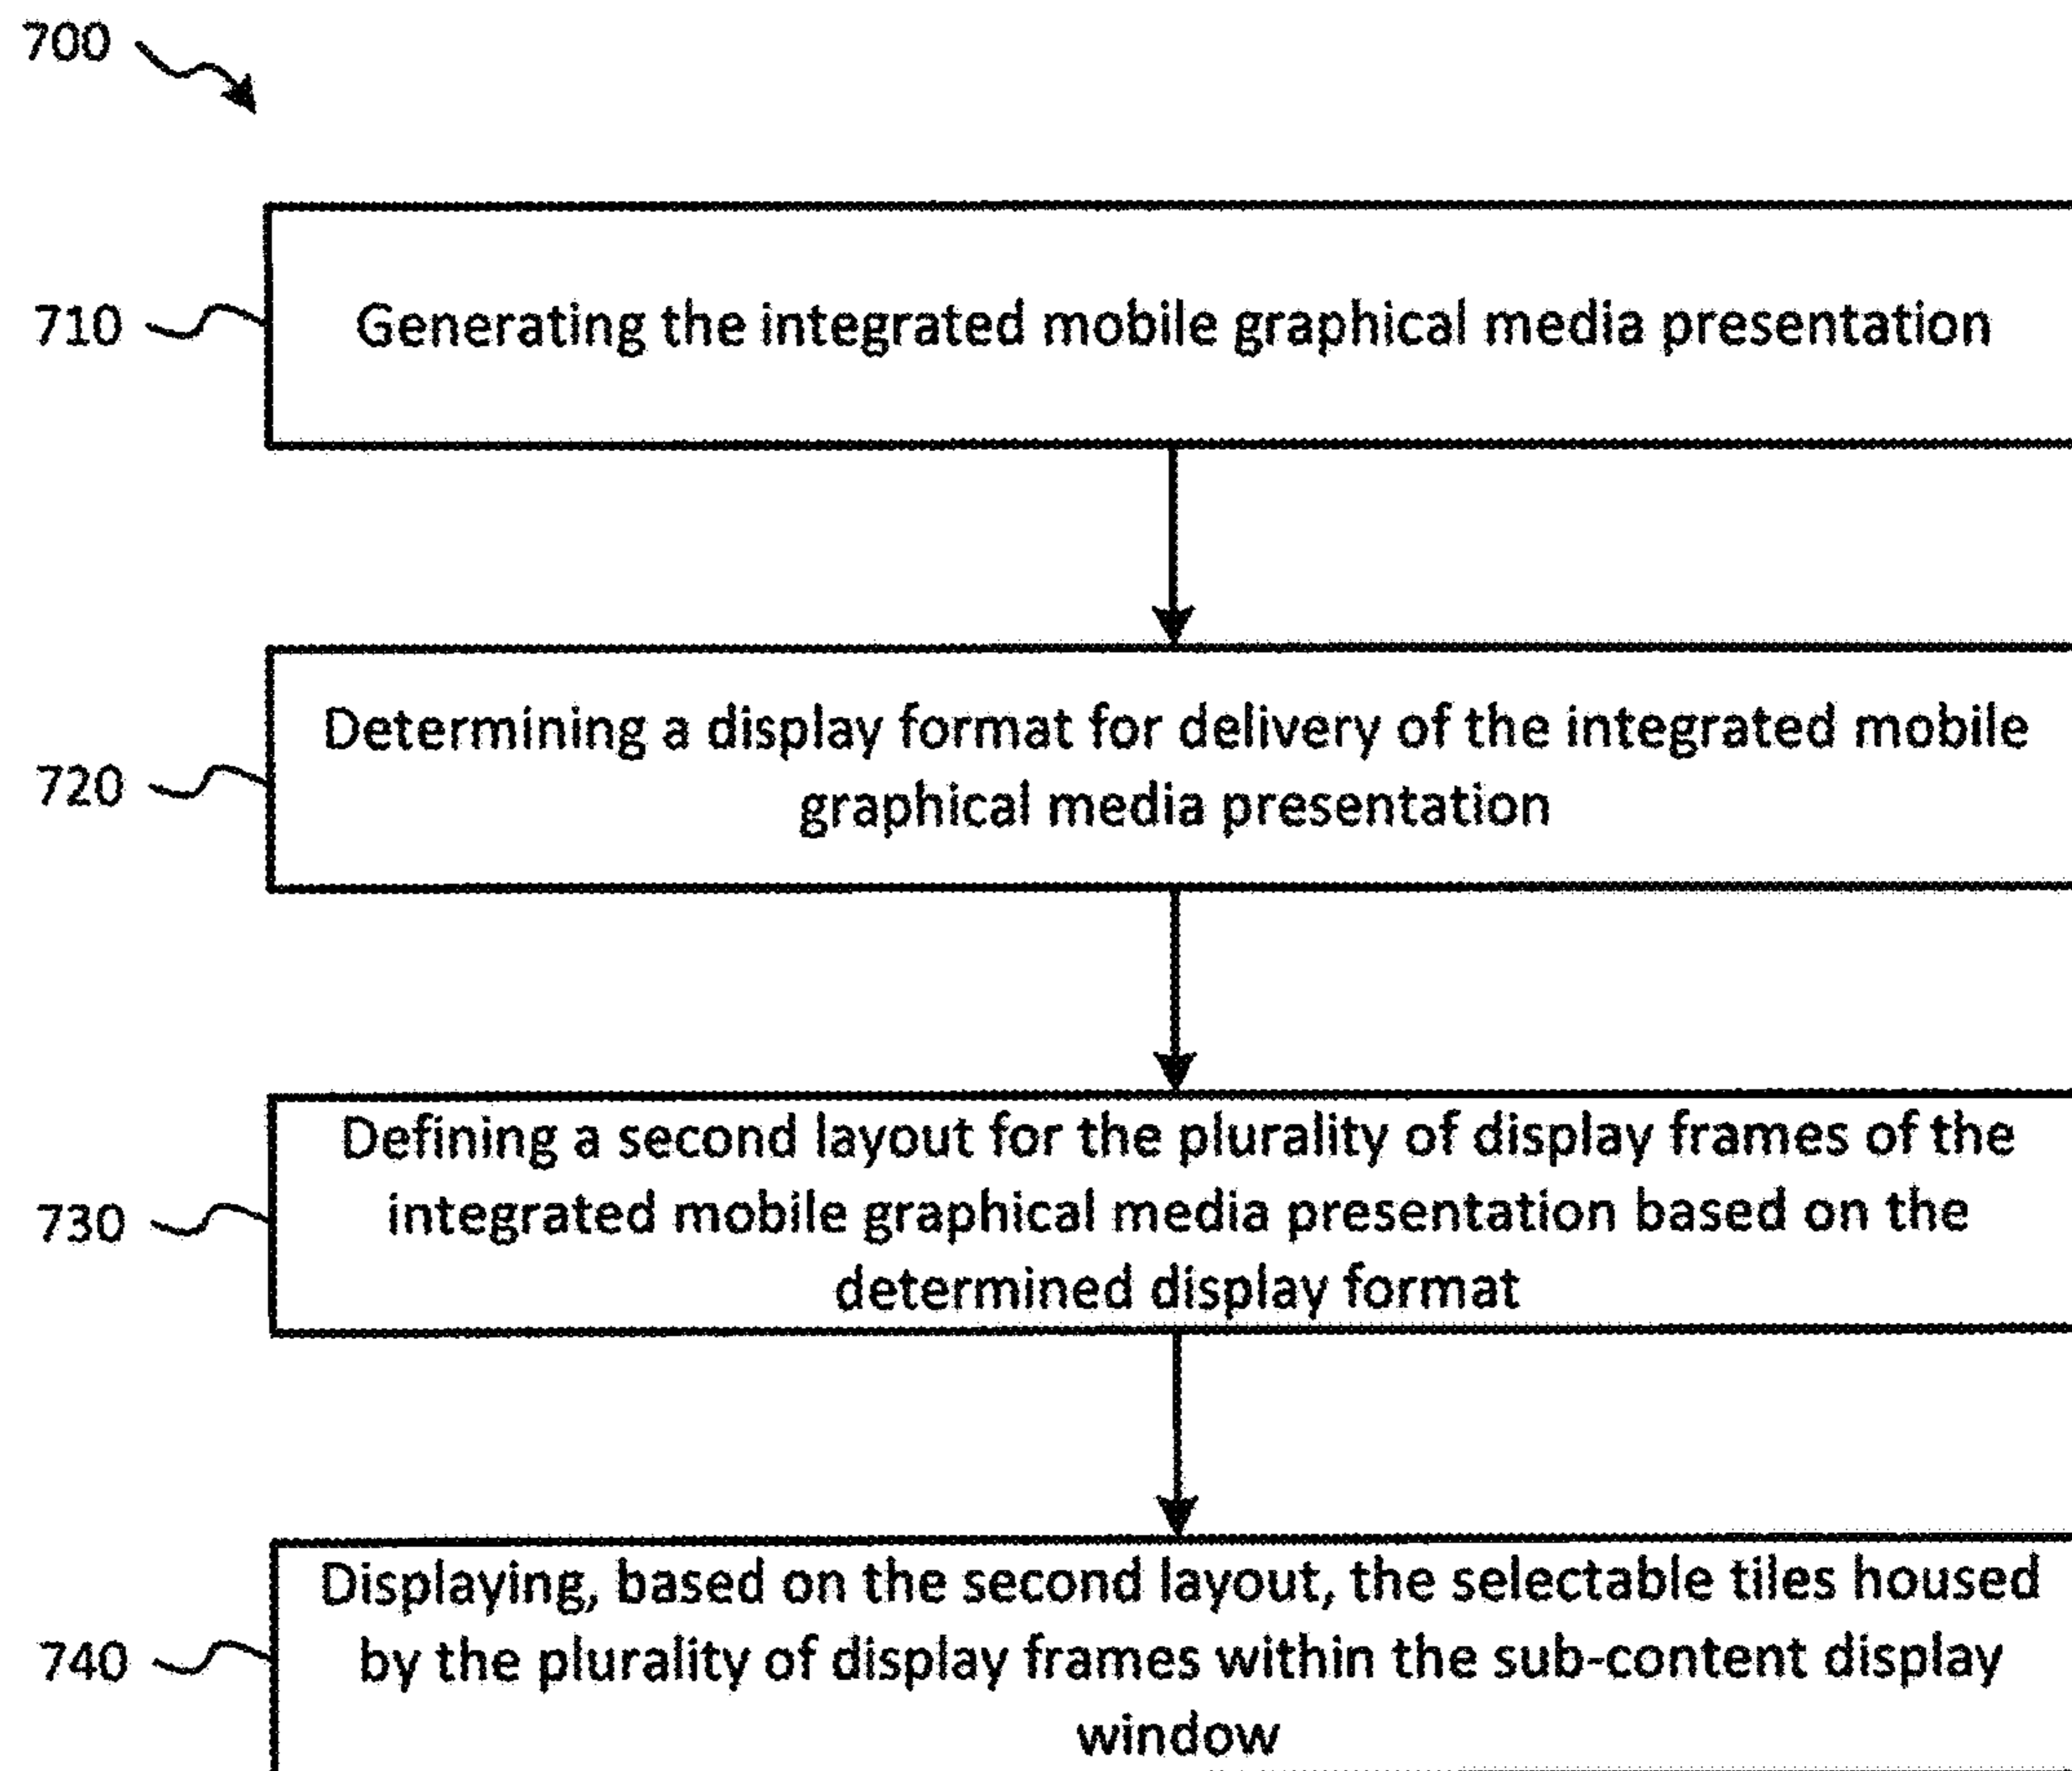 700
710
Generating the integrated mobile graphical media presentation
720
Determining a display format for delivery of the integrated mobile
graphical media presentation
730
Defining a second layout for the plurality of display frames of the
integrated mobile graphical media presentation based on the
determined display format
740
Displaying, based on the second layout, the selectable tiles housed
by the plurality of display frames within the sub-content display
window